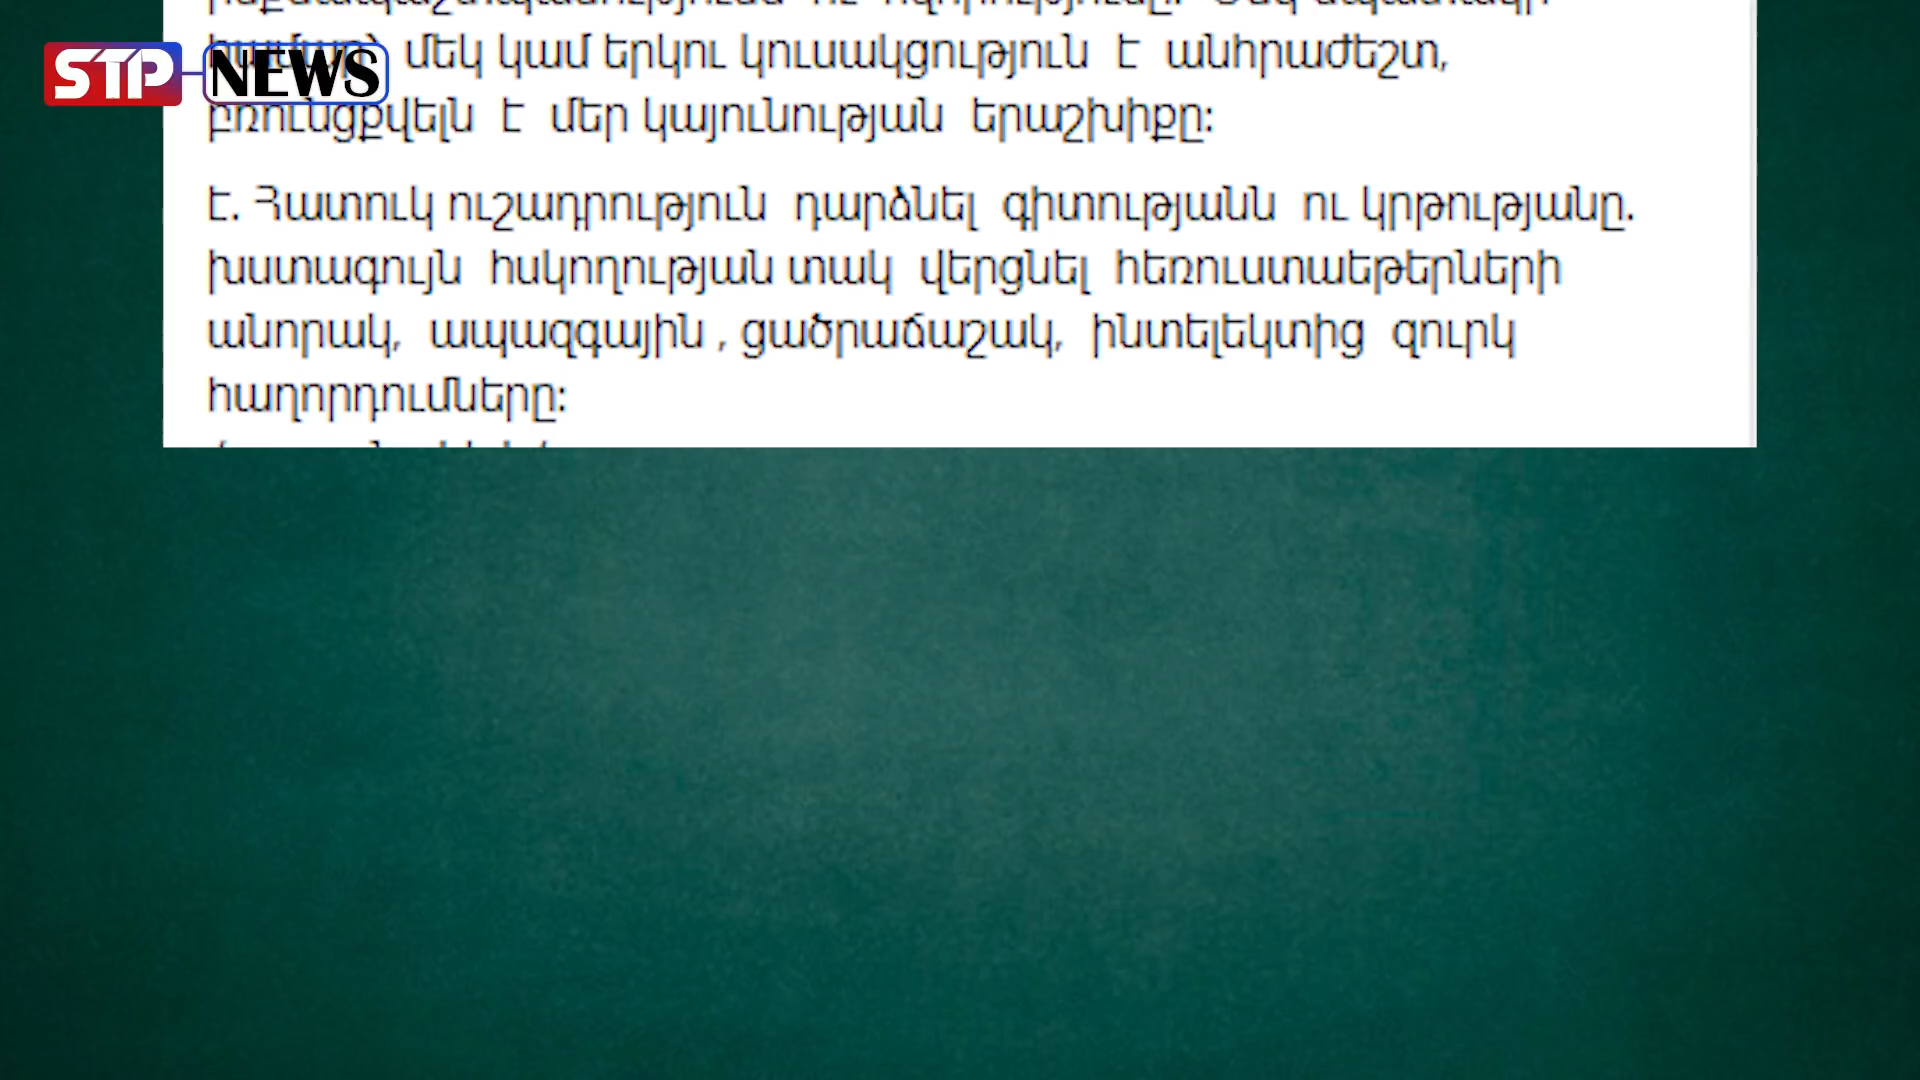 STP NEWS
մեկ կամ երկու կուսակցություն է անհրաժեշտ,
բռունցքվելն է մեր կայունության երաշխիքը:
է. Հատուկ ուշադրություն դարձնել գիտությանն ու կրթությանը.
խստագույն հսկողության տակ վերցնել հեռուստաեթերների
անորակ, ապազգային , ցածրաճաշակ, ինտելեկտից զուրկ
հաղորդումները: